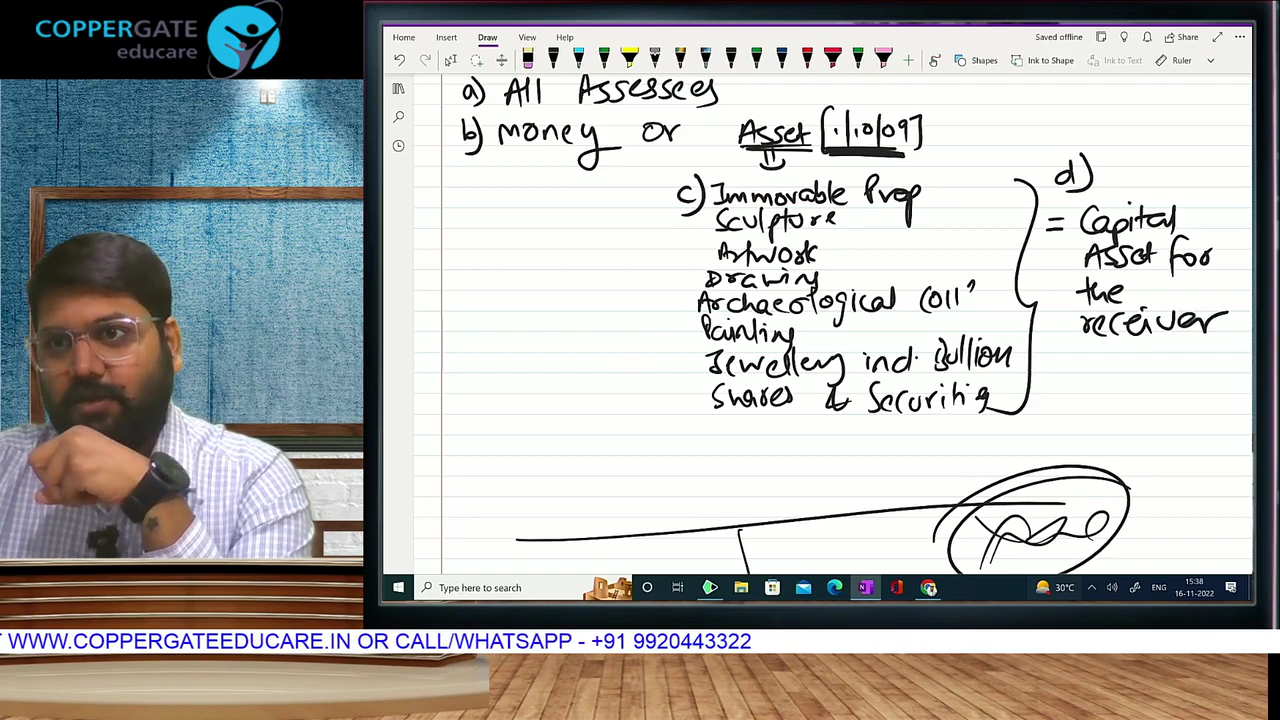 COPPERGATE
educare
Home Insert Draw View Help
Saved offline
Share
Shapes
Ink to Shape
Ink to Text
Ruler
a) All Assessees
b) money or Asset [1/10/09]
c) Immovable Prop
Sculpture
Artwork
Drawing
Archaeological Coll'
Painting
Jewellery incl. Bullion
Shares & Securities
d)
= Capital
Asset for
the
receiver
Type here to search
30°C
ENG
15:38
16-11-2022
WWW.COPPERGATEEDUCARE.IN OR CALL/WHATSAPP - +91 9920443322